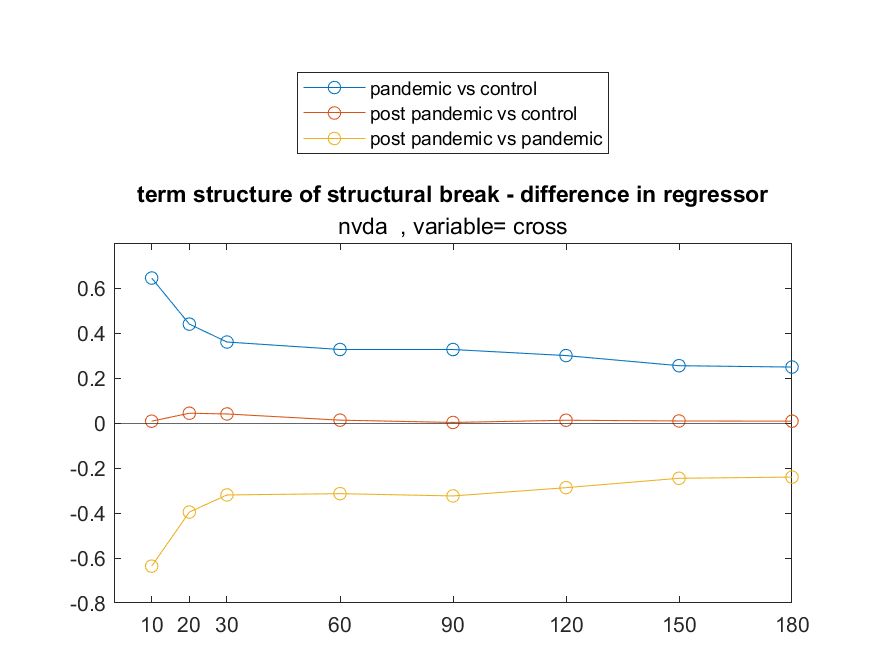 pandemic vs control
post pandemic vs control
post pandemic vs pandemic
term structure of structural break - difference in regressor
nvda  , variable= cross
0.6
0.4
0.2
0
-0.2
-0.4
-0.6
-0.8
10 20 30 60 90 120 150 180